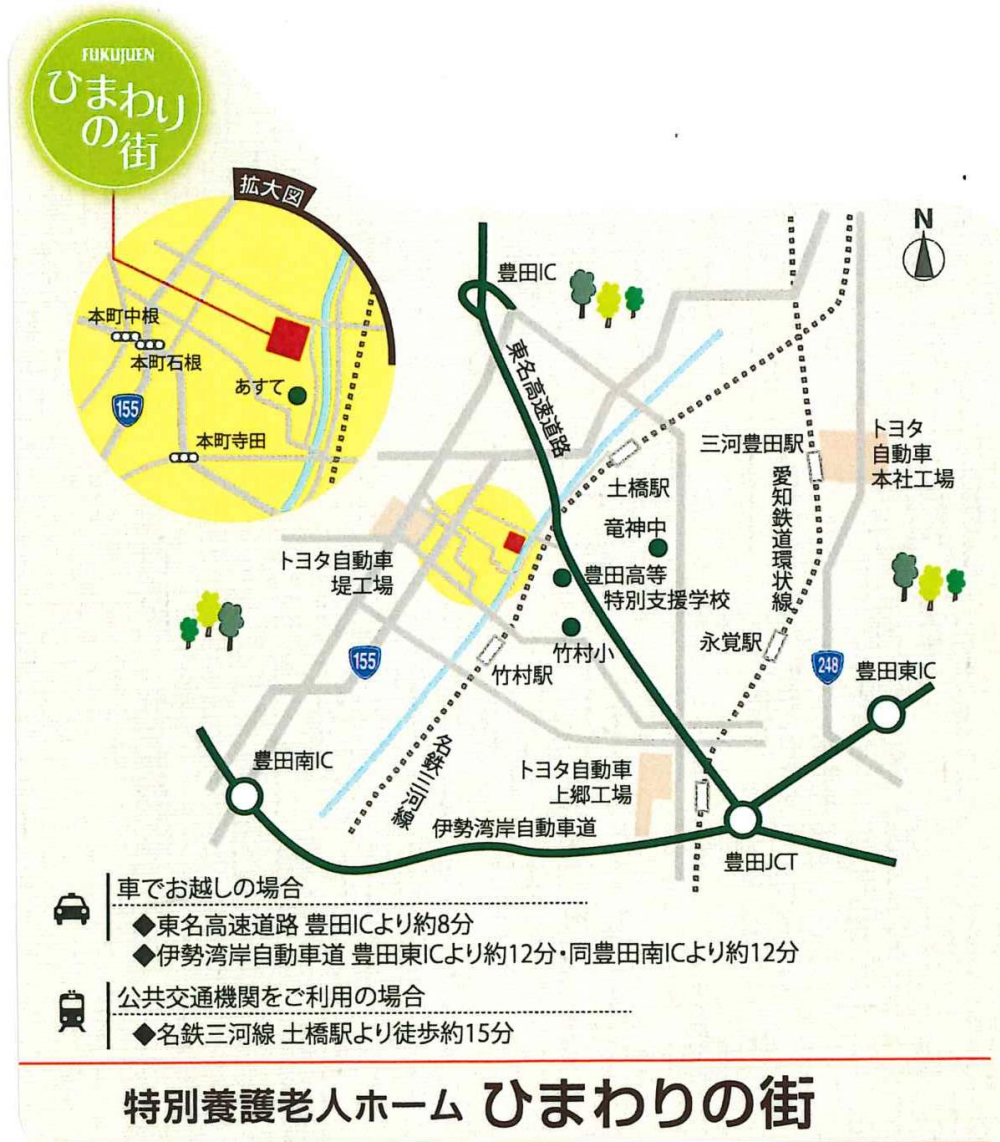 FUKUJUEN
ひまわり
の街
拡大図
N
豊田IC
本町中根
本町石根
あすて
155
本町寺田
東名高速道路
土橋駅
三河豊田駅
トヨタ
自動車
本社工場
愛知鉄道環状線
竜神中
トヨタ自動車
堤工場
豊田高等
特別支援学校
竹村小
永覚駅
155
竹村駅
248
豊田東IC
名鉄三河線
豊田南IC
トヨタ自動車
上郷工場
伊勢湾岸自動車道
豊田JCT
車でお越しの場合
◆東名高速道路 豊田ICより約8分
◆伊勢湾岸自動車道 豊田東ICより約12分・同豊田南ICより約12分
公共交通機関をご利用の場合
◆名鉄三河線 土橋駅より徒歩約15分
特別養護老人ホーム ひまわりの街